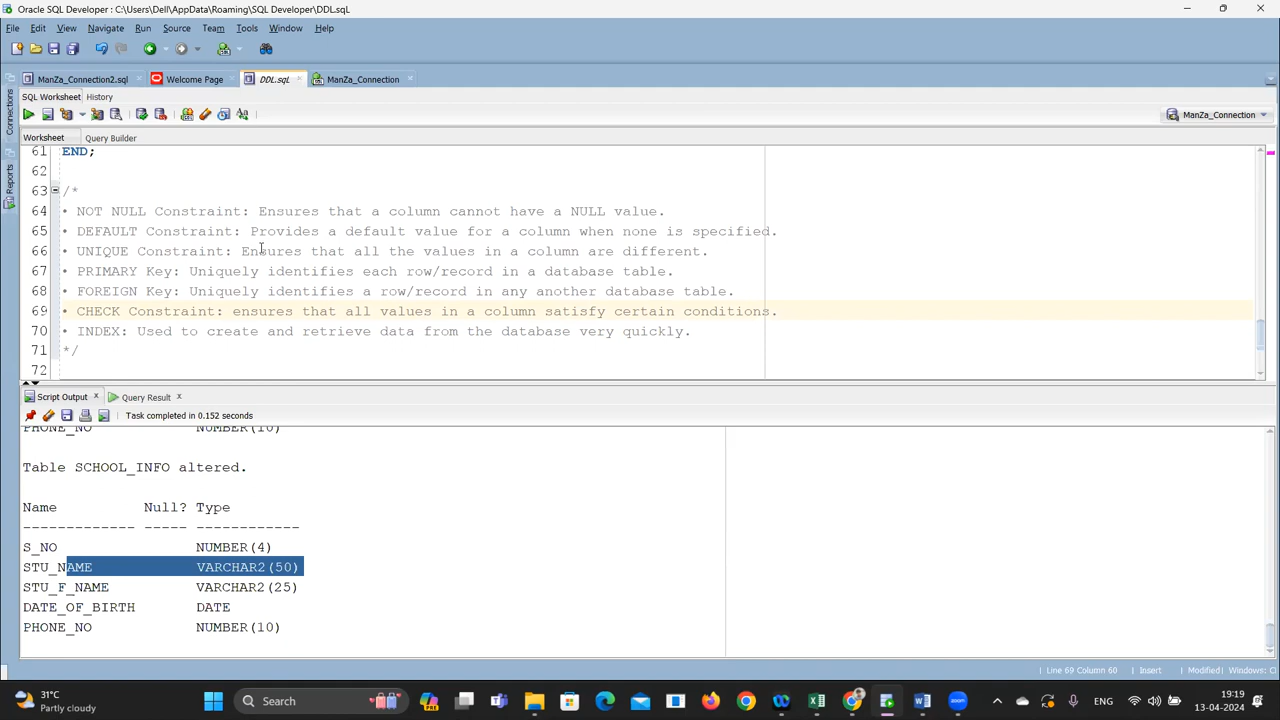 Oracle SQL Developer : C:\Users\Dell\AppData\Roaming\SQL Developer\DDL.sqL
File Edit View Navigate Run Source Team Tools Window Help
ManZa_Connection2.sql Welcome Page DDL.sqL ManZa_Connection
SQL Worksheet History
ManZa_Connection
Worksheet Query Builder
Connections
Reports
61 END;
62
63 /*
64 • NOT NULL Constraint: Ensures that a column cannot have a NULL value.
65 • DEFAULT Constraint: Provides a default value for a column when none is specified.
66 • UNIQUE Constraint: Ensures that all the values in a column are different.
67 • PRIMARY Key: Uniquely identifies each row/record in a database table.
68 • FOREIGN Key: Uniquely identifies a row/record in any another database table.
69 • CHECK Constraint: ensures that all values in a column satisfy certain conditions.
70 • INDEX: Used to create and retrieve data from the database very quickly.
71 */
72
Script Output Query Result
Task completed in 0.152 seconds
PHONE_NO NUMBER(10)
Table SCHOOL_INFO altered.
Name Null? Type
------------- ----- ------------
S_NO NUMBER(4)
STU_NAME VARCHAR2(50)
STU_F_NAME VARCHAR2(25)
DATE_OF_BIRTH DATE
PHONE_NO NUMBER(10)
Line 69 Column 60 Insert Modified Windows: C
31°C
Partly cloudy
Search
PRE
ENG
19:19
13-04-2024